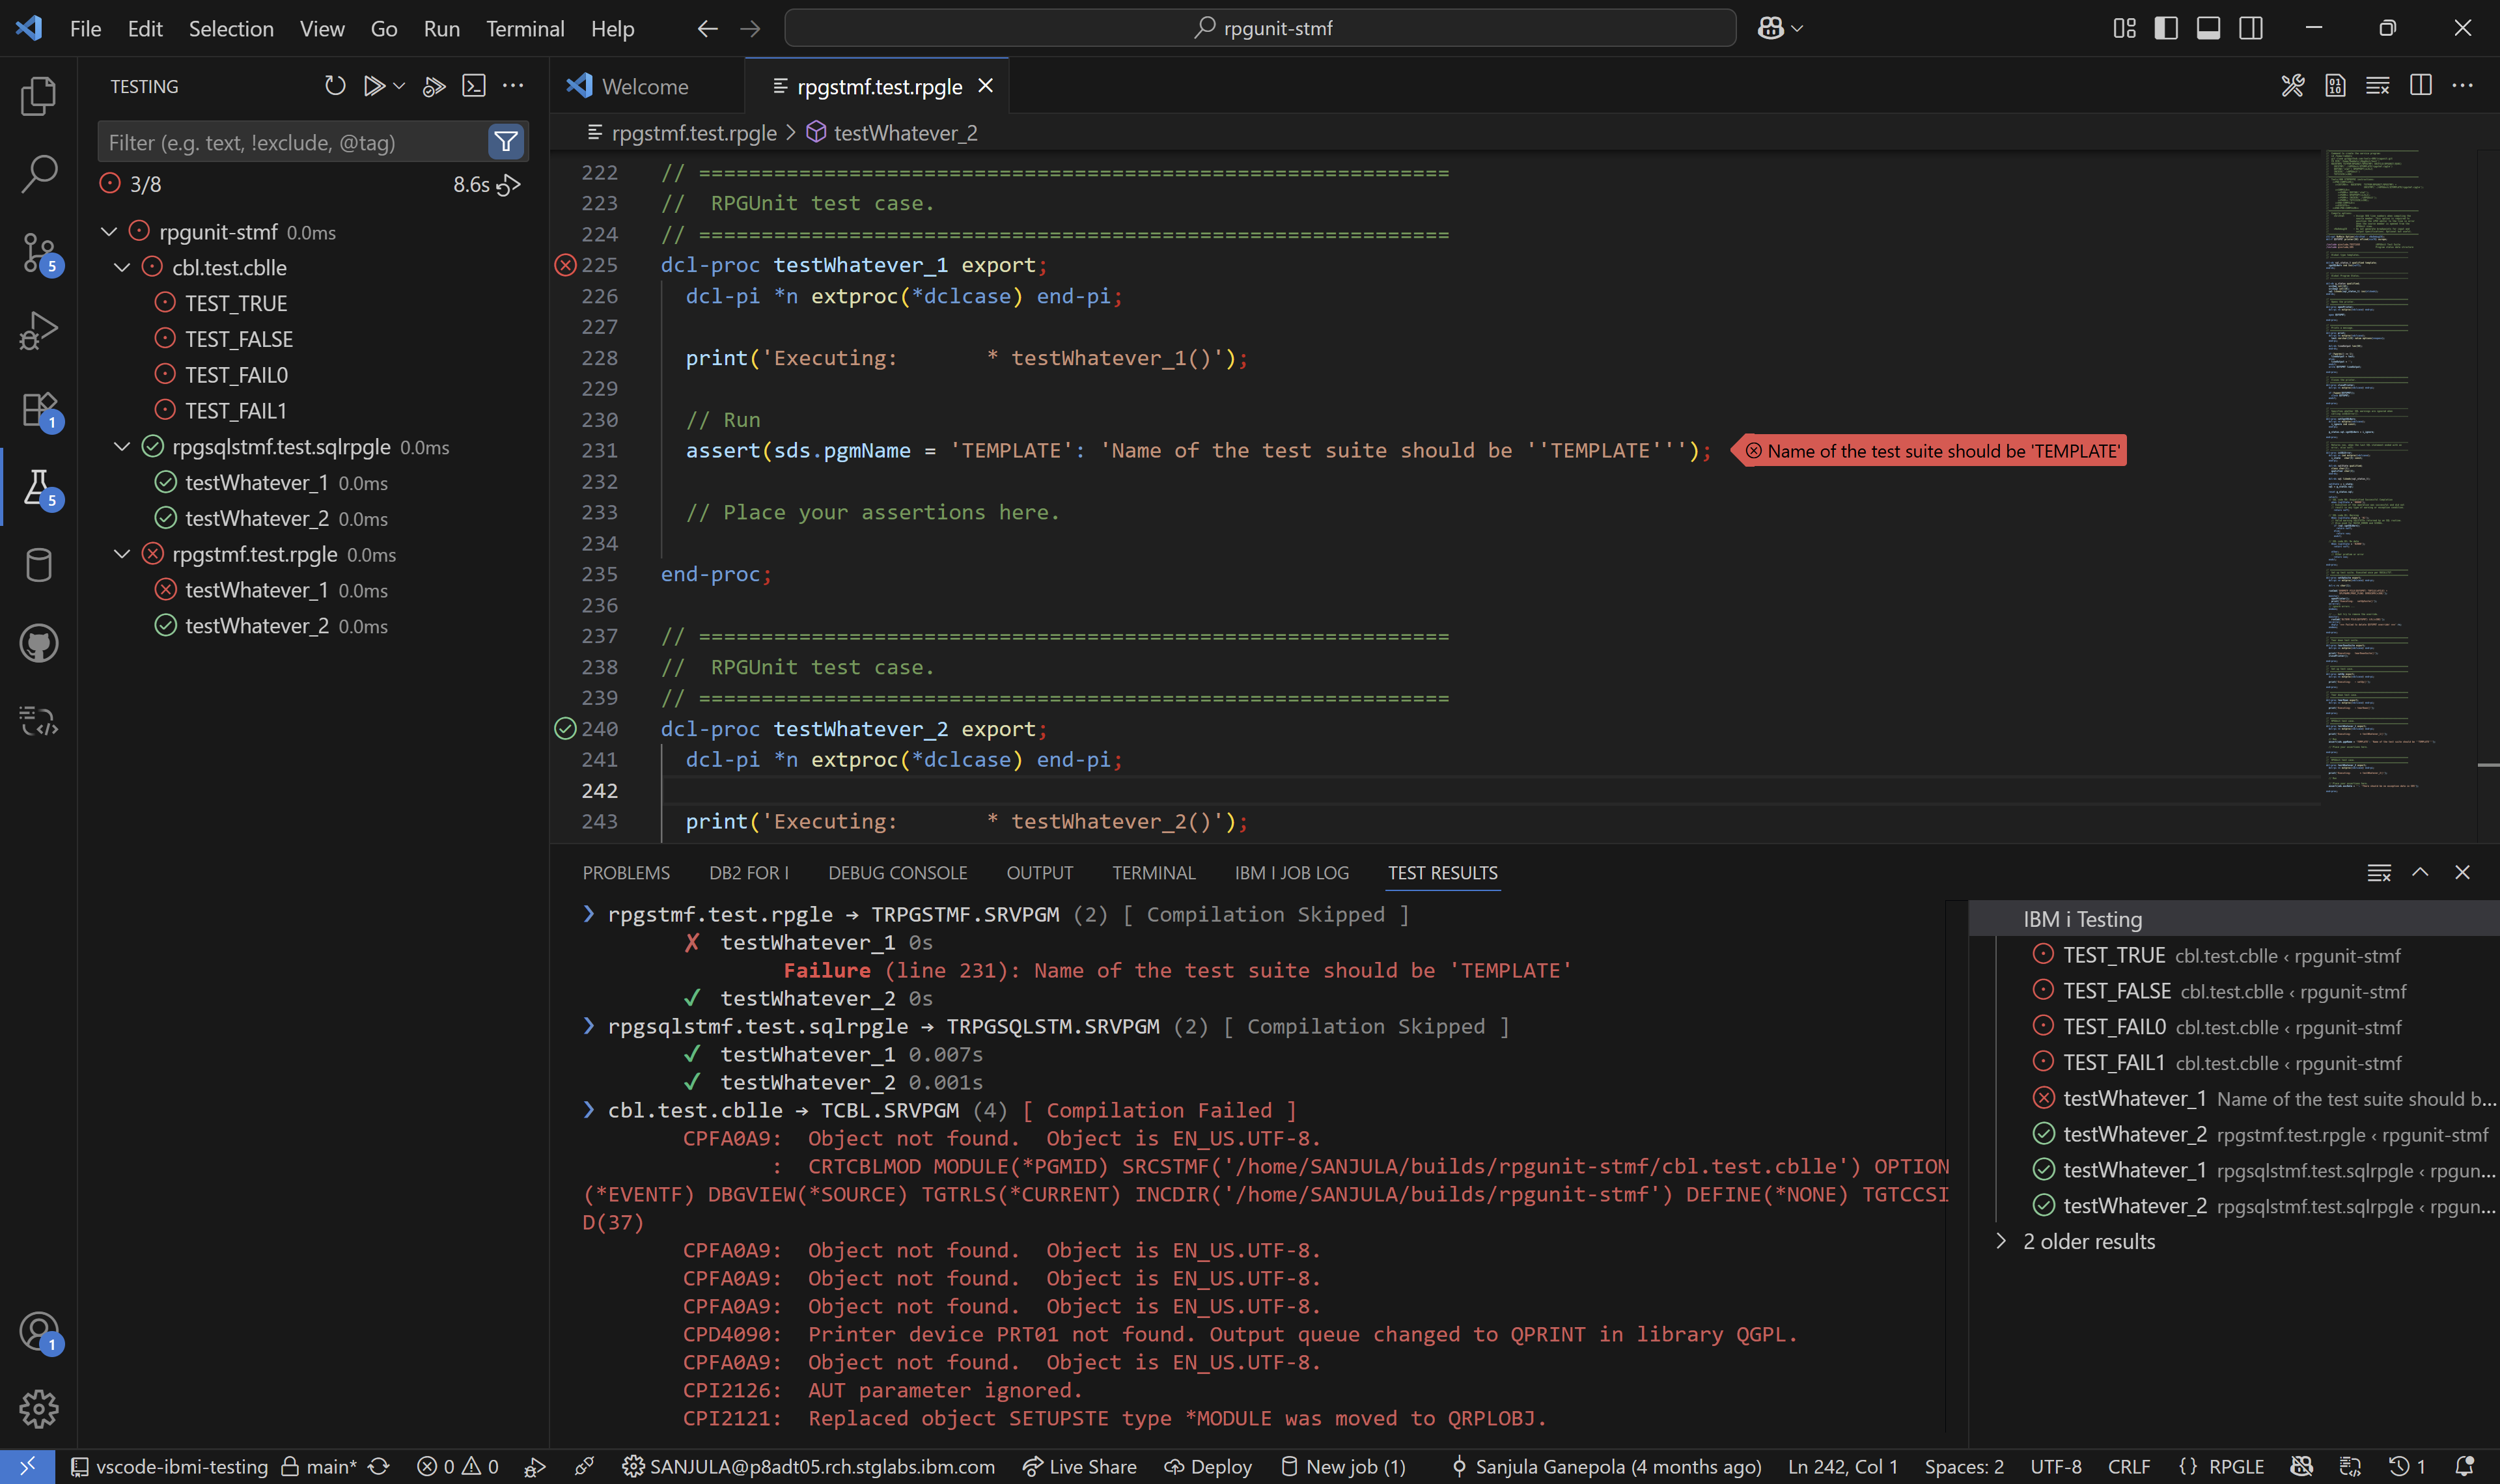 File Edit Selection View Go Run Terminal Help rpgunit-stmf
TESTING
Filter (e.g. text, !exclude, @tag)
3/8 8.6s
rpgunit-stmf 0.0ms
cbl.test.cblle
TEST_TRUE
TEST_FALSE
TEST_FAIL0
TEST_FAIL1
rpgsqlstmf.test.sqlrpgle 0.0ms
testWhatever_1 0.0ms
testWhatever_2 0.0ms
rpgstmf.test.rpgle 0.0ms
testWhatever_1 0.0ms
testWhatever_2 0.0ms
5
1
5
1
Welcome rpgstmf.test.rpgle
rpgstmf.test.rpgle > testWhatever_2
222 // ============================================================
223 // RPGUnit test case.
224 // ============================================================
225 dcl-proc testWhatever_1 export;
226 dcl-pi *n extproc(*dclcase) end-pi;
227
228 print('Executing:       * testWhatever_1()');
229
230 // Run
231 assert(sds.pgmName = 'TEMPLATE': 'Name of the test suite should be ''TEMPLATE'''); Name of the test suite should be 'TEMPLATE'
232
233 // Place your assertions here.
234
235 end-proc;
236
237 // ============================================================
238 // RPGUnit test case.
239 // ============================================================
240 dcl-proc testWhatever_2 export;
241 dcl-pi *n extproc(*dclcase) end-pi;
242
243 print('Executing:       * testWhatever_2()');
PROBLEMS DB2 FOR I DEBUG CONSOLE OUTPUT TERMINAL IBM I JOB LOG TEST RESULTS
❯ rpgstmf.test.rpgle → TRPGSTMF.SRVPGM (2) [ Compilation Skipped ]
✗ testWhatever_1 0s
Failure (line 231): Name of the test suite should be 'TEMPLATE'
✓ testWhatever_2 0s
❯ rpgsqlstmf.test.sqlrpgle → TRPGSQLSTM.SRVPGM (2) [ Compilation Skipped ]
✓ testWhatever_1 0.007s
✓ testWhatever_2 0.001s
❯ cbl.test.cblle → TCBL.SRVPGM (4) [ Compilation Failed ]
CPFA0A9: Object not found. Object is EN_US.UTF-8.
: CRTCBLMOD MODULE(*PGMID) SRCSTMF('/home/SANJULA/builds/rpgunit-stmf/cbl.test.cblle') OPTION
(*EVENTF) DBGVIEW(*SOURCE) TGTRLS(*CURRENT) INCDIR('/home/SANJULA/builds/rpgunit-stmf') DEFINE(*NONE) TGTCCSI
D(37)
CPFA0A9: Object not found. Object is EN_US.UTF-8.
CPFA0A9: Object not found. Object is EN_US.UTF-8.
CPFA0A9: Object not found. Object is EN_US.UTF-8.
CPD4090: Printer device PRT01 not found. Output queue changed to QPRINT in library QGPL.
CPFA0A9: Object not found. Object is EN_US.UTF-8.
CPI2126: AUT parameter ignored.
CPI2121: Replaced object SETUPSTE type *MODULE was moved to QRPLOBJ.
IBM i Testing
TEST_TRUE cbl.test.cblle ‹ rpgunit-stmf
TEST_FALSE cbl.test.cblle ‹ rpgunit-stmf
TEST_FAIL0 cbl.test.cblle ‹ rpgunit-stmf
TEST_FAIL1 cbl.test.cblle ‹ rpgunit-stmf
testWhatever_1 Name of the test suite should b...
testWhatever_2 rpgstmf.test.rpgle ‹ rpgunit-stmf
testWhatever_1 rpgsqlstmf.test.sqlrpgle ‹ rpgun...
testWhatever_2 rpgsqlstmf.test.sqlrpgle ‹ rpgun...
2 older results
vscode-ibmi-testing main* 0 0 SANJULA@p8adt05.rch.stglabs.ibm.com Live Share Deploy New job (1) Sanjula Ganepola (4 months ago) Ln 242, Col 1 Spaces: 2 UTF-8 CRLF {} RPGLE 1